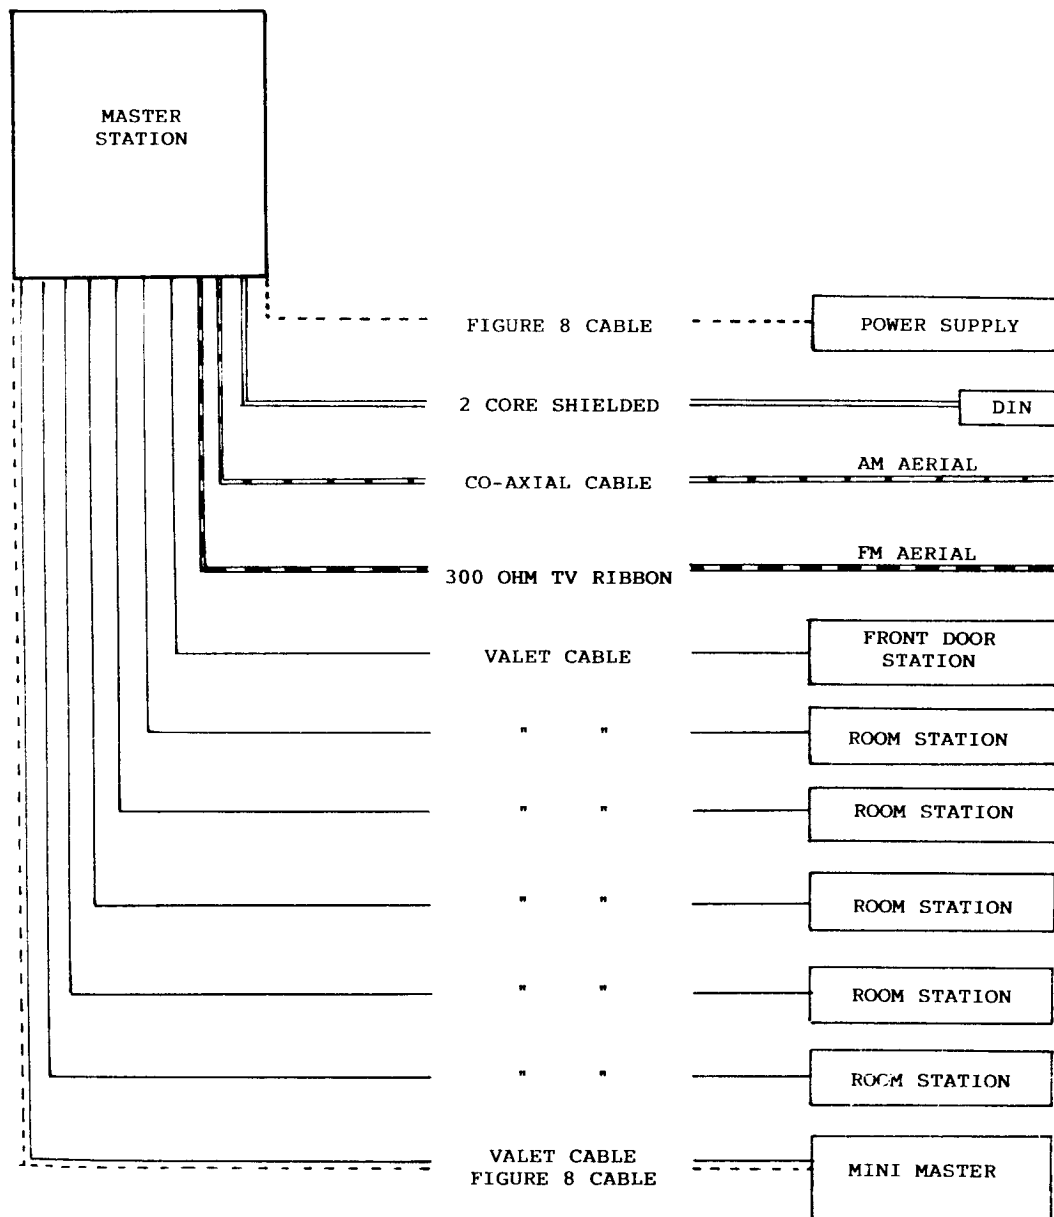 MASTER
STATION
FIGURE 8 CABLE
POWER SUPPLY
2 CORE SHIELDED
DIN
CO-AXIAL CABLE
AM AERIAL
300 OHM TV RIBBON
FM AERIAL
VALET CABLE
FRONT DOOR
STATION
" "
ROOM STATION
" "
ROOM STATION
" "
ROOM STATION
" "
ROOM STATION
" "
ROOM STATION
VALET CABLE
FIGURE 8 CABLE
MINI MASTER